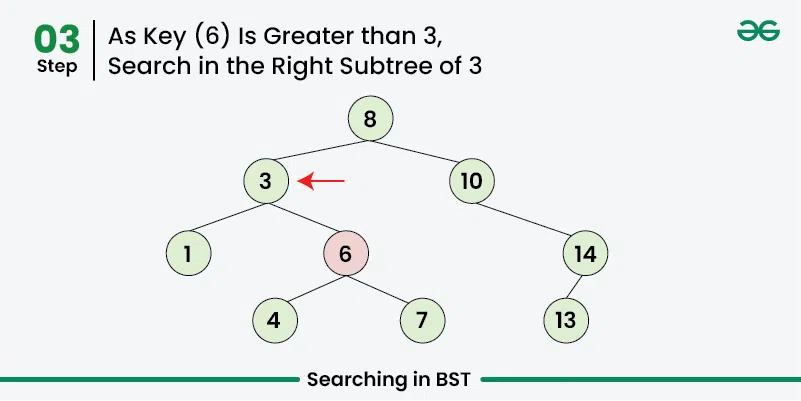 03
Step
As Key (6) Is Greater than 3,
Search in the Right Subtree of 3
8
3
10
1
6
14
4
7
13
Searching in BST